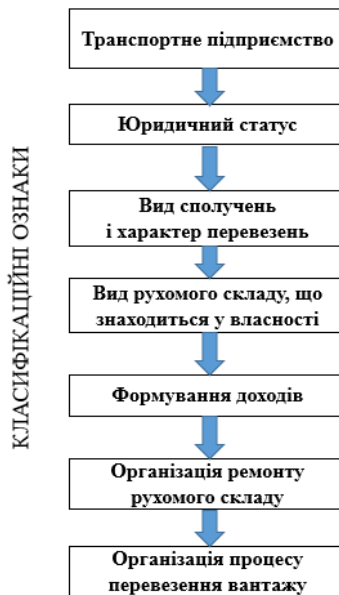 КЛАСИФІКАЦІЙНІ ОЗНАКИ
Транспортне підприємство
Юридичний статус
Вид сполучень
і характер перевезень
Вид рухомого складу, що
знаходиться у власності
Формування доходів
Організація ремонту
рухомого складу
Організація процесу
перевезення вантажу